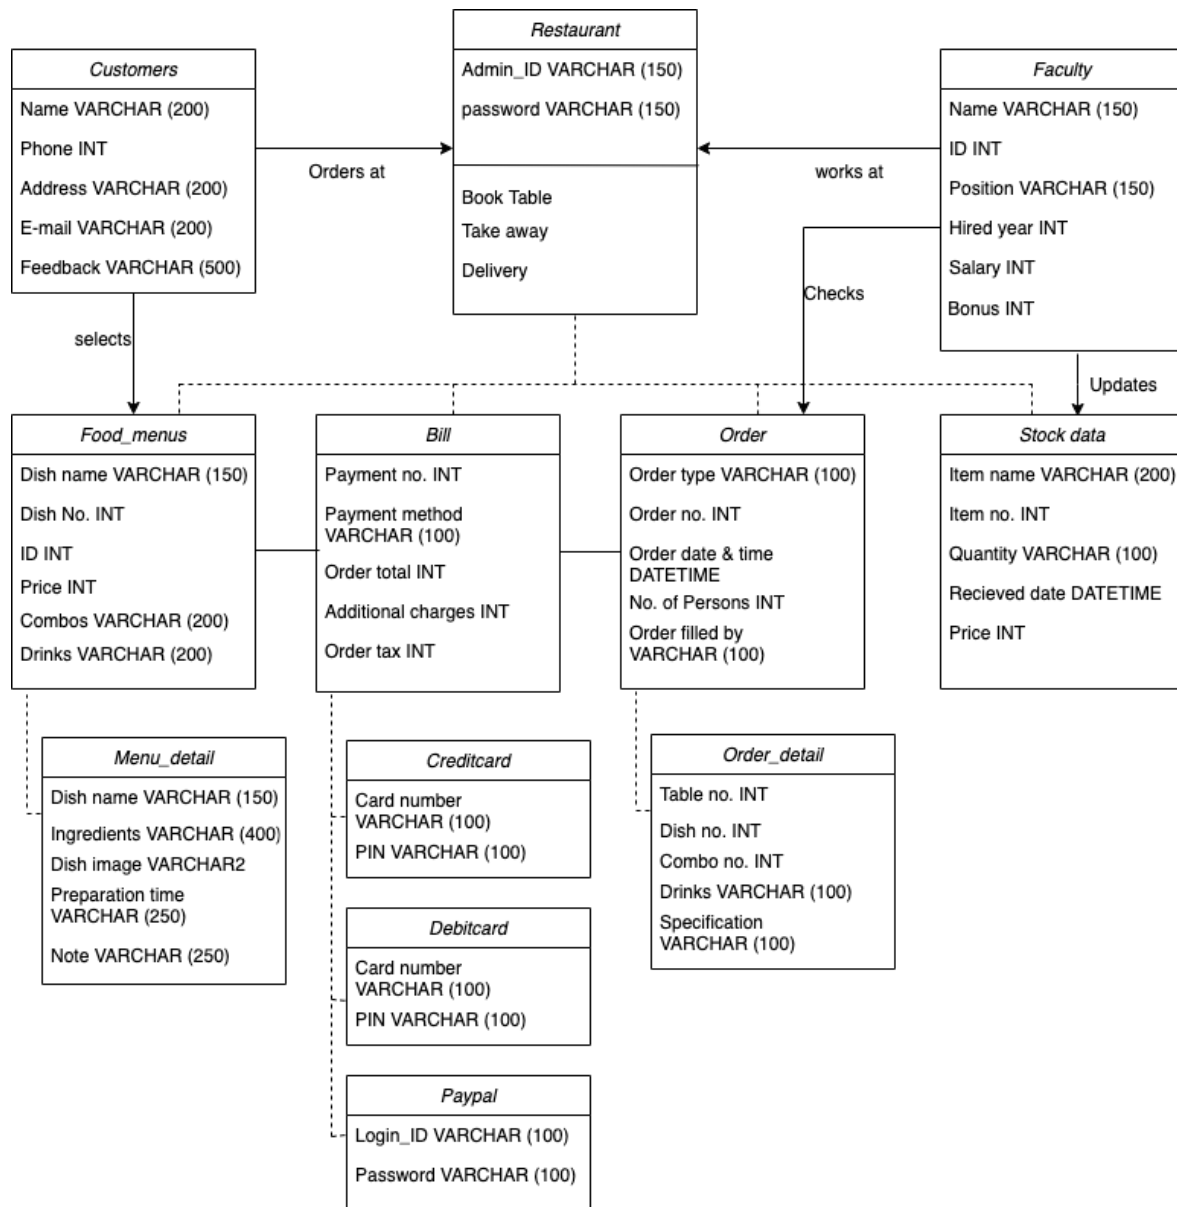 Restaurant
Admin_ID VARCHAR (150)
password VARCHAR (150)
Book Table
Take away
Delivery
Customers
Name VARCHAR (200)
Phone INT
Address VARCHAR (200)
E-mail VARCHAR (200)
Feedback VARCHAR (500)
Orders at
Faculty
Name VARCHAR (150)
ID INT
Position VARCHAR (150)
Hired year INT
Salary INT
Bonus INT
works at
Checks
selects
Updates
Food_menus
Dish name VARCHAR (150)
Dish No. INT
ID INT
Price INT
Combos VARCHAR (200)
Drinks VARCHAR (200)
Bill
Payment no. INT
Payment method
VARCHAR (100)
Order total INT
Additional charges INT
Order tax INT
Order
Order type VARCHAR (100)
Order no. INT
Order date & time
DATETIME
No. of Persons INT
Order filled by
VARCHAR (100)
Stock data
Item name VARCHAR (200)
Item no. INT
Quantity VARCHAR (100)
Recieved date DATETIME
Price INT
Menu_detail
Dish name VARCHAR (150)
Ingredients VARCHAR (400)
Dish image VARCHAR2
Preparation time
VARCHAR (250)
Note VARCHAR (250)
Creditcard
Card number
VARCHAR (100)
PIN VARCHAR (100)
Order_detail
Table no. INT
Dish no. INT
Combo no. INT
Drinks VARCHAR (100)
Specification
VARCHAR (100)
Debitcard
Card number
VARCHAR (100)
PIN VARCHAR (100)
Paypal
Login_ID VARCHAR (100)
Password VARCHAR (100)